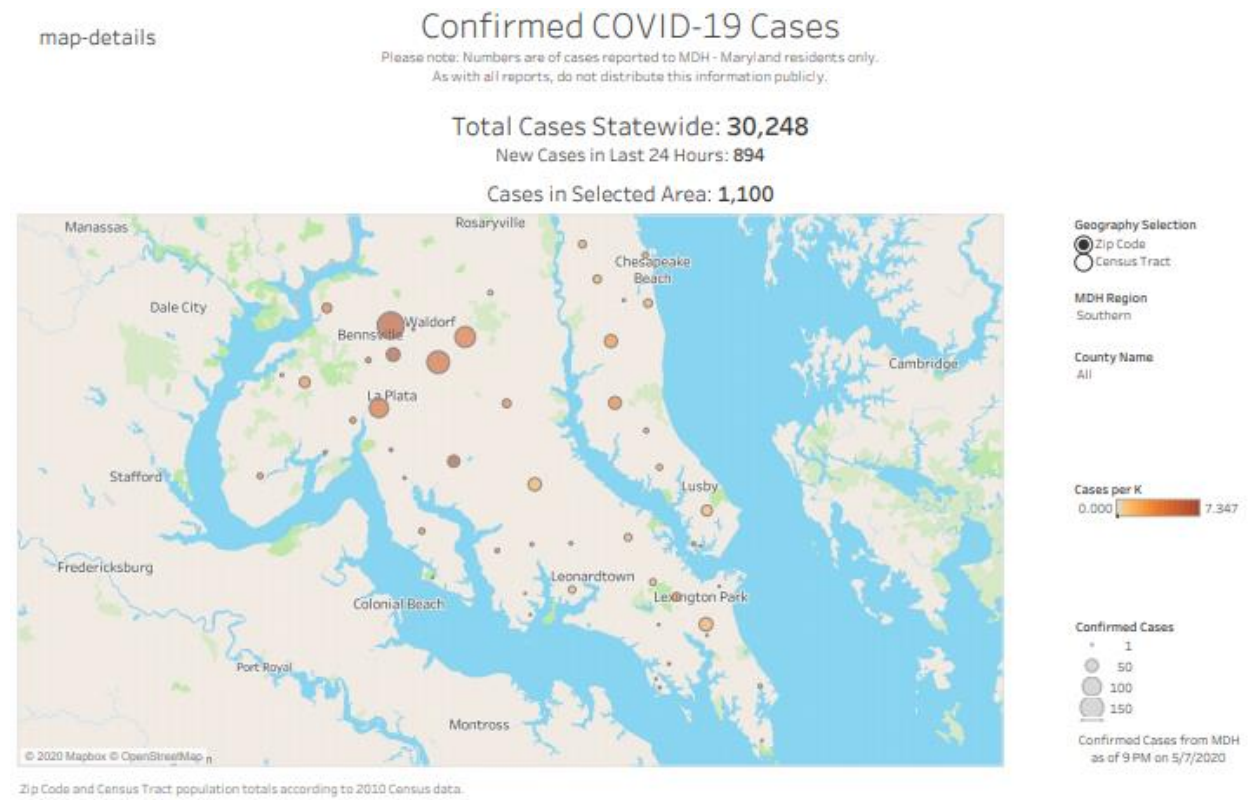 map-details
Confirmed COVID-19 Cases
Please note: Numbers are of cases reported to MDH - Maryland residents only.
As with all reports, do not distribute this information publicly.
Total Cases Statewide: 30,248
New Cases in Last 24 Hours: 894
Cases in Selected Area: 1,100
Manassas
Rosaryville
Chesapeake
Beach
Dale City
Waldorf
Bennsville
Cambridge
La Plata
Stafford
Lusby
Fredericksburg
Leonardtown
Colonial Beach
Lexington Park
Port Royal
Montross
© 2020 Mapbox © OpenStreetMap
n
Geography Selection
Zip Code
Census Tract
MDH Region
Southern
County Name
All
Cases per K
0.000 7.347
Confirmed Cases
1
50
100
150
Confirmed Cases from MDH
as of 9 PM on 5/7/2020
Zip Code and Census Tract population totals according to 2010 Census data.